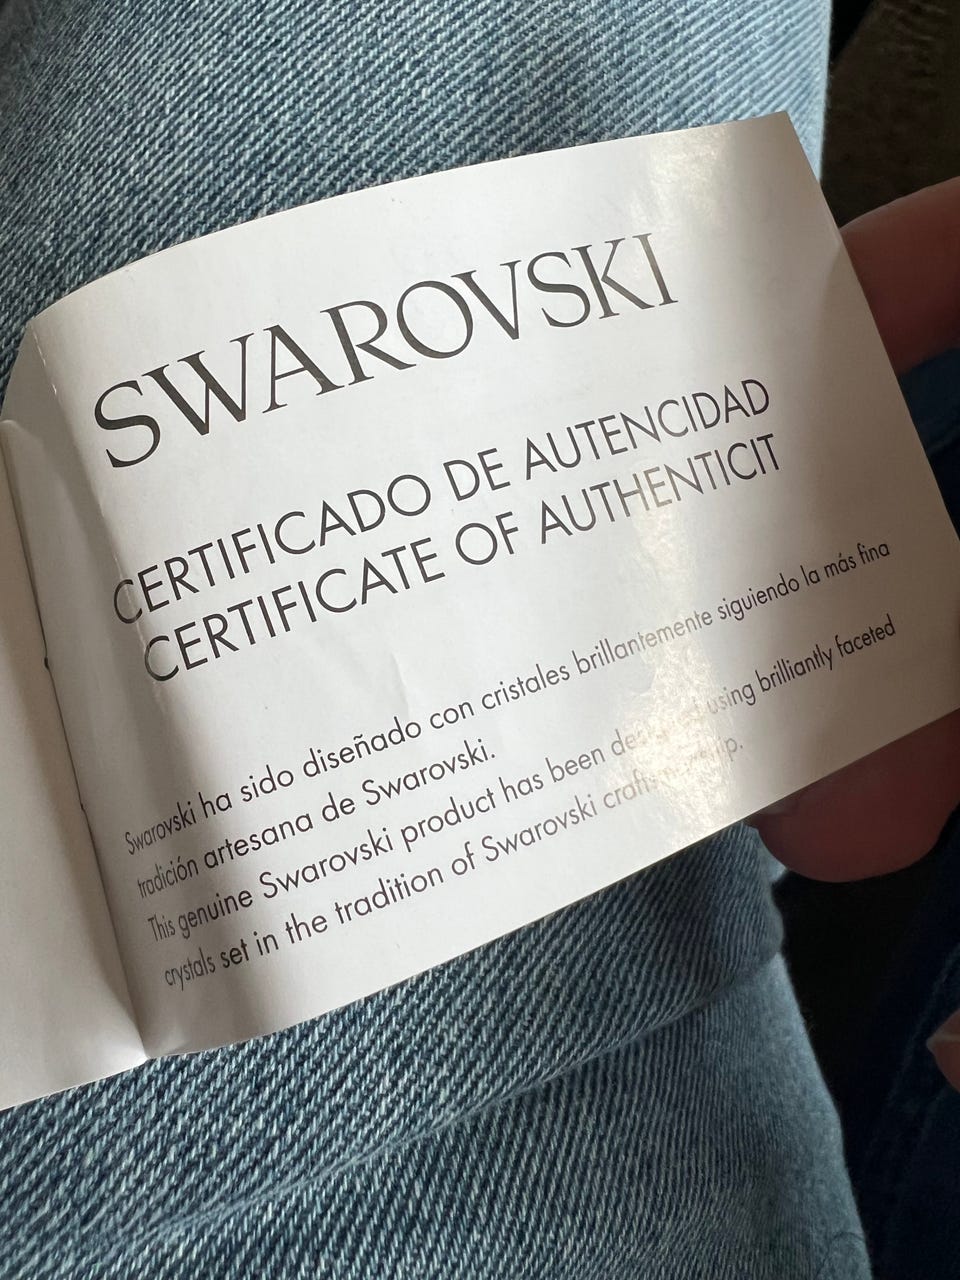 SWAROVSKI
CERTIFICADO DE AUTENCIDAD
CERTIFICATE OF AUTHENTICIT
Swarovski ha sido diseñado con cristales brillantemente siguiendo la más fina
tradición artesana de Swarovski.
This genuine Swarovski product has been using brilliantly faceted
crystals set in the tradition of Swarovski